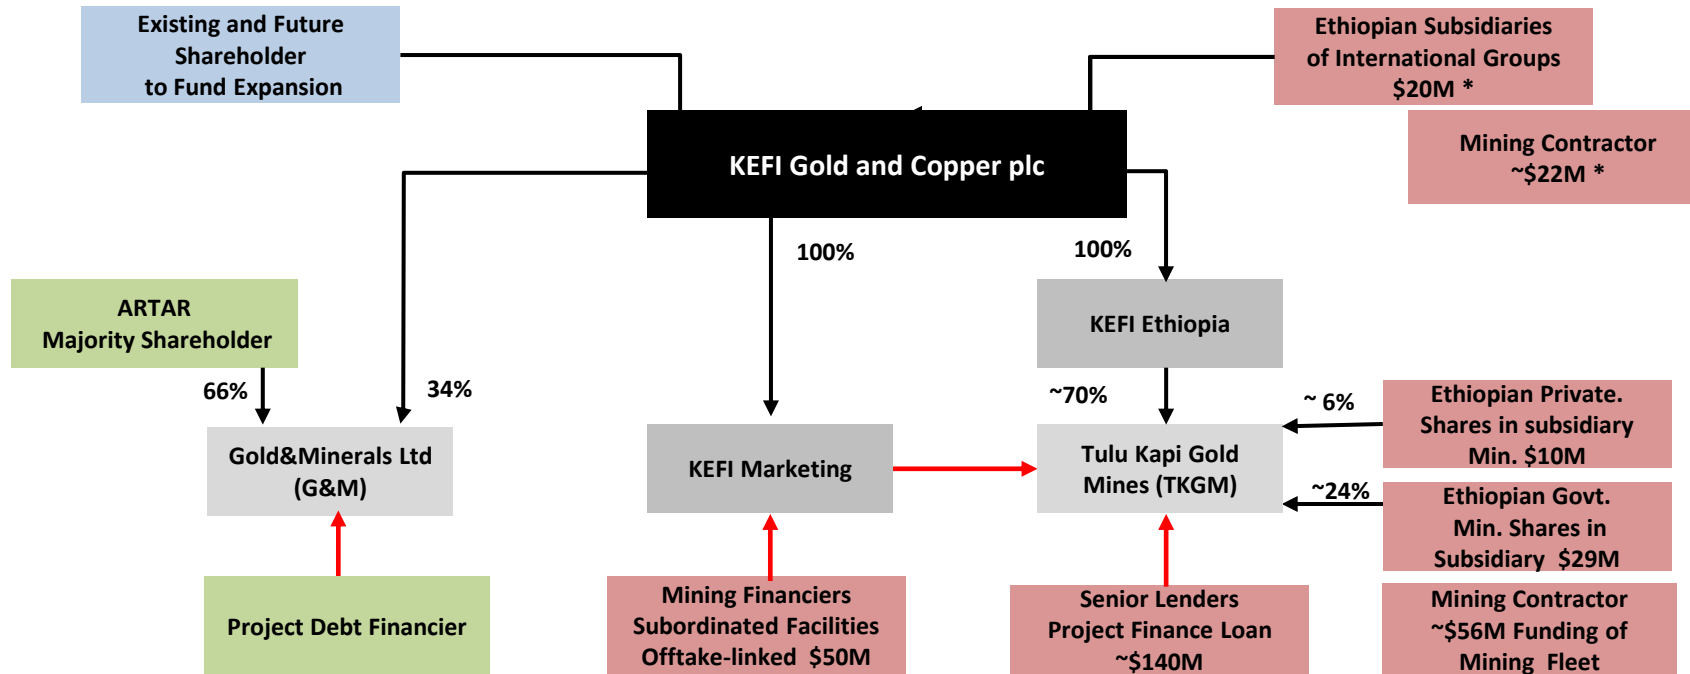 Existing and Future
Shareholder
to Fund Expansion
Ethiopian Subsidiaries
of International Groups
$20M *
Mining Contractor
~$22M *
KEFI Gold and Copper plc
100%
100%
ARTAR
Majority Shareholder
KEFI Ethiopia
66%
34%
~70%
~ 6%
Ethiopian Private.
Shares in subsidiary
Min. $10M
Gold&Minerals Ltd
(G&M)
KEFI Marketing
Tulu Kapi Gold
Mines (TKGM)
~24%
Ethiopian Govt.
Min. Shares in
Subsidiary $29M
Project Debt Financier
Mining Financiers
Subordinated Facilities
Offtake-linked $50M
Senior Lenders
Project Finance Loan
~$140M
Mining Contractor
~$56M Funding of
Mining Fleet